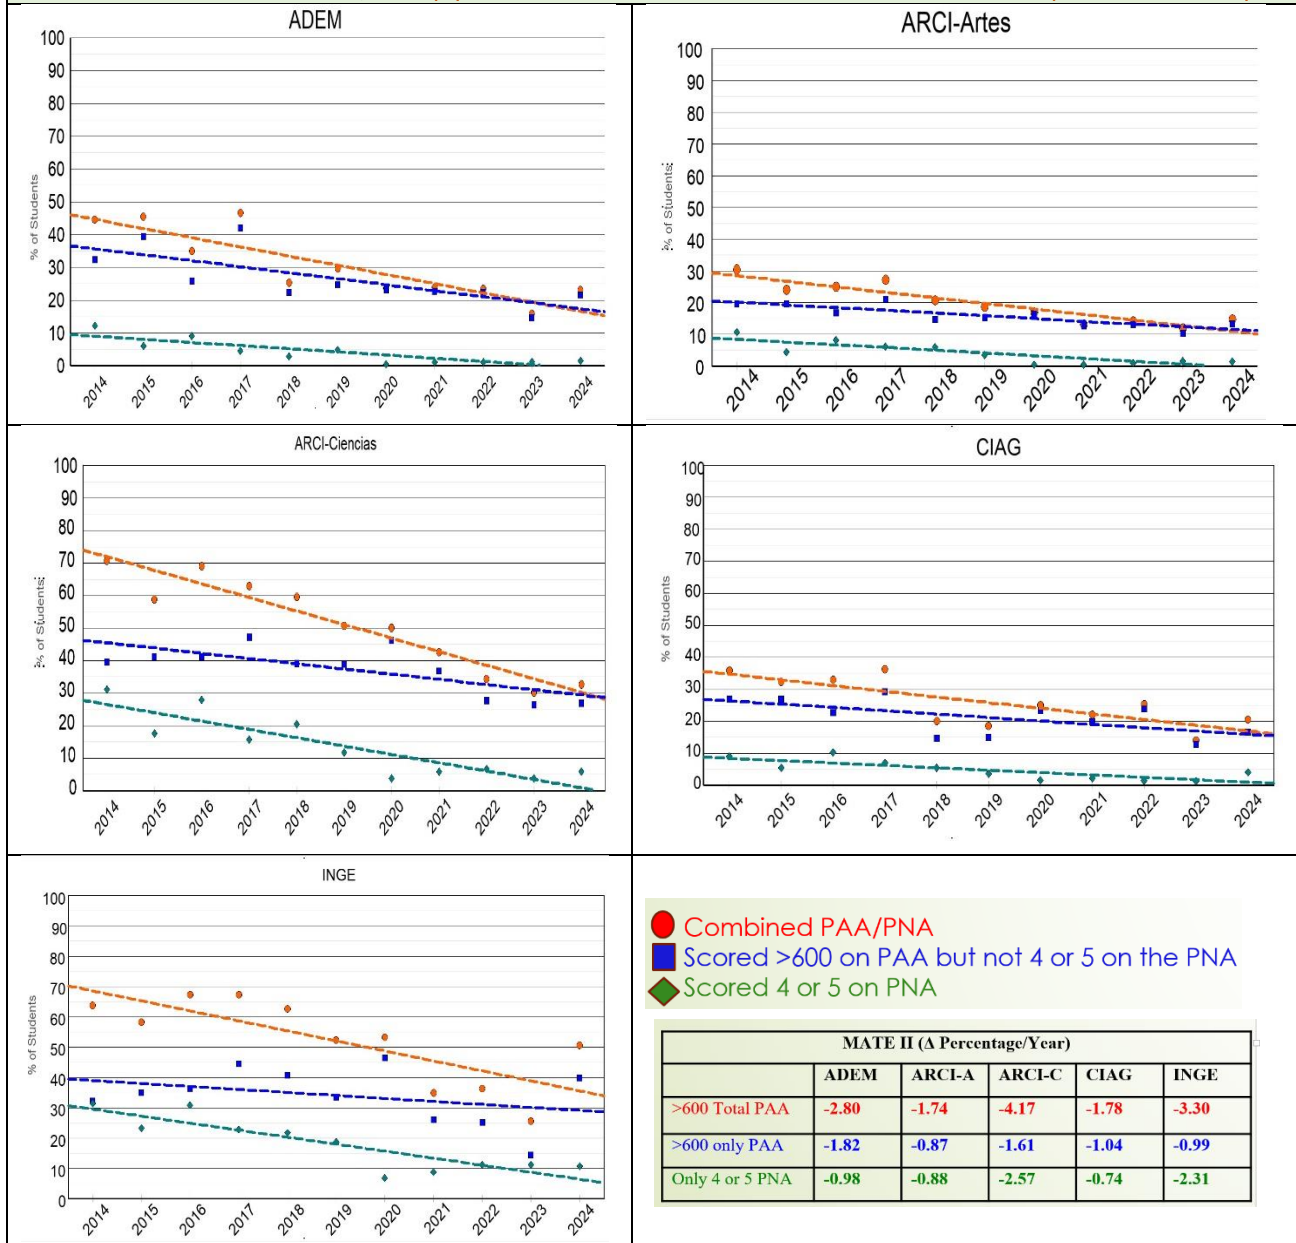 ADEM
100
90
80
70
60
50
40
30
20
10
0
% of Students
2014 2015 2016 2017 2018 2019 2020 2021 2022 2023 2024
ARCI-Artes
100
90
80
70
60
50
40
30
20
10
0
% of Students
2014 2015 2016 2017 2018 2019 2020 2021 2022 2023 2024
ARCI-Ciencias
100
90
80
70
60
50
40
30
20
10
0
% of Students
2014 2015 2016 2017 2018 2019 2020 2021 2022 2023 2024
CIAG
100
90
80
70
60
50
40
30
20
10
0
% of Students
2014 2015 2016 2017 2018 2019 2020 2021 2022 2023 2024
INGE
100
90
80
70
60
50
40
30
20
10
0
% of Students
2014 2015 2016 2017 2018 2019 2020 2021 2022 2023 2024
Combined PAA/PNA
Scored >600 on PAA but not 4 or 5 on the PNA
Scored 4 or 5 on PNA
MATE II (Δ Percentage/Year)
ADEM ARCI-A ARCI-C CIAG INGE
>600 Total PAA -2.80 -1.74 -4.17 -1.78 -3.30
>600 only PAA -1.82 -0.87 -1.61 -1.04 -0.99
Only 4 or 5 PNA -0.98 -0.88 -2.57 -0.74 -2.31